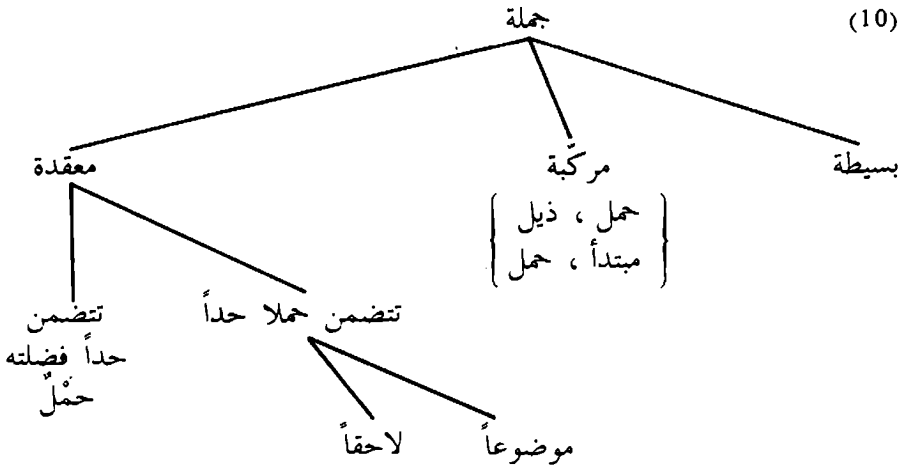 (10)
جملة
بسيطة
مركّبة
معقدة
حمل ، ذيل
مبتدأ ، حمل
تتضمن حملا حداً
تتضمن
حداً فضلته
حمْلٌ
موضوعاً
لاحقاً